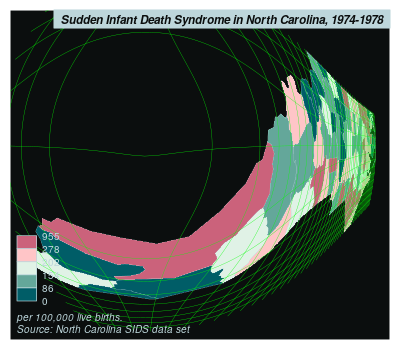 Sudden Infant Death Syndrome in North Carolina, 1974-1978
955
278
86
0
per 100,000 live births.
Source: North Carolina SIDS data set